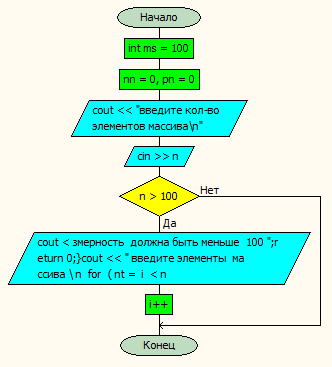 Начало
int ms = 100
nn = 0, pn = 0
cout << "введите кол-во
элементов массива\n"
cin >> n
n > 100
Нет
Да
cout < змерность должна быть меньше 100 ";r
eturn 0;}cout << " введите элементы ма
ссива \ n for ( nt = i < n
i++
Конец